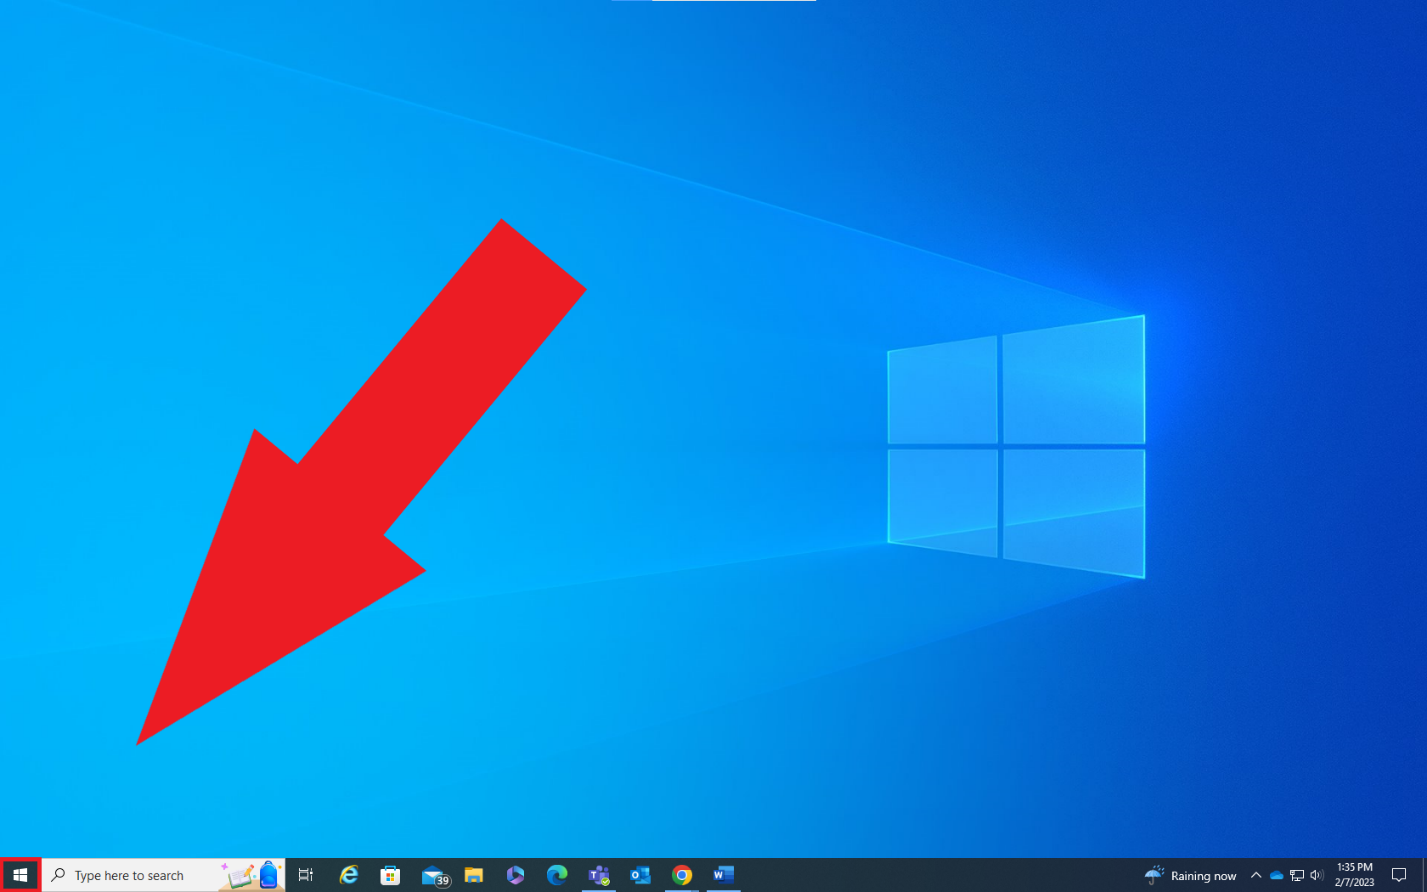 Type here to search
39
Raining now
1:35 PM
2/7/2023